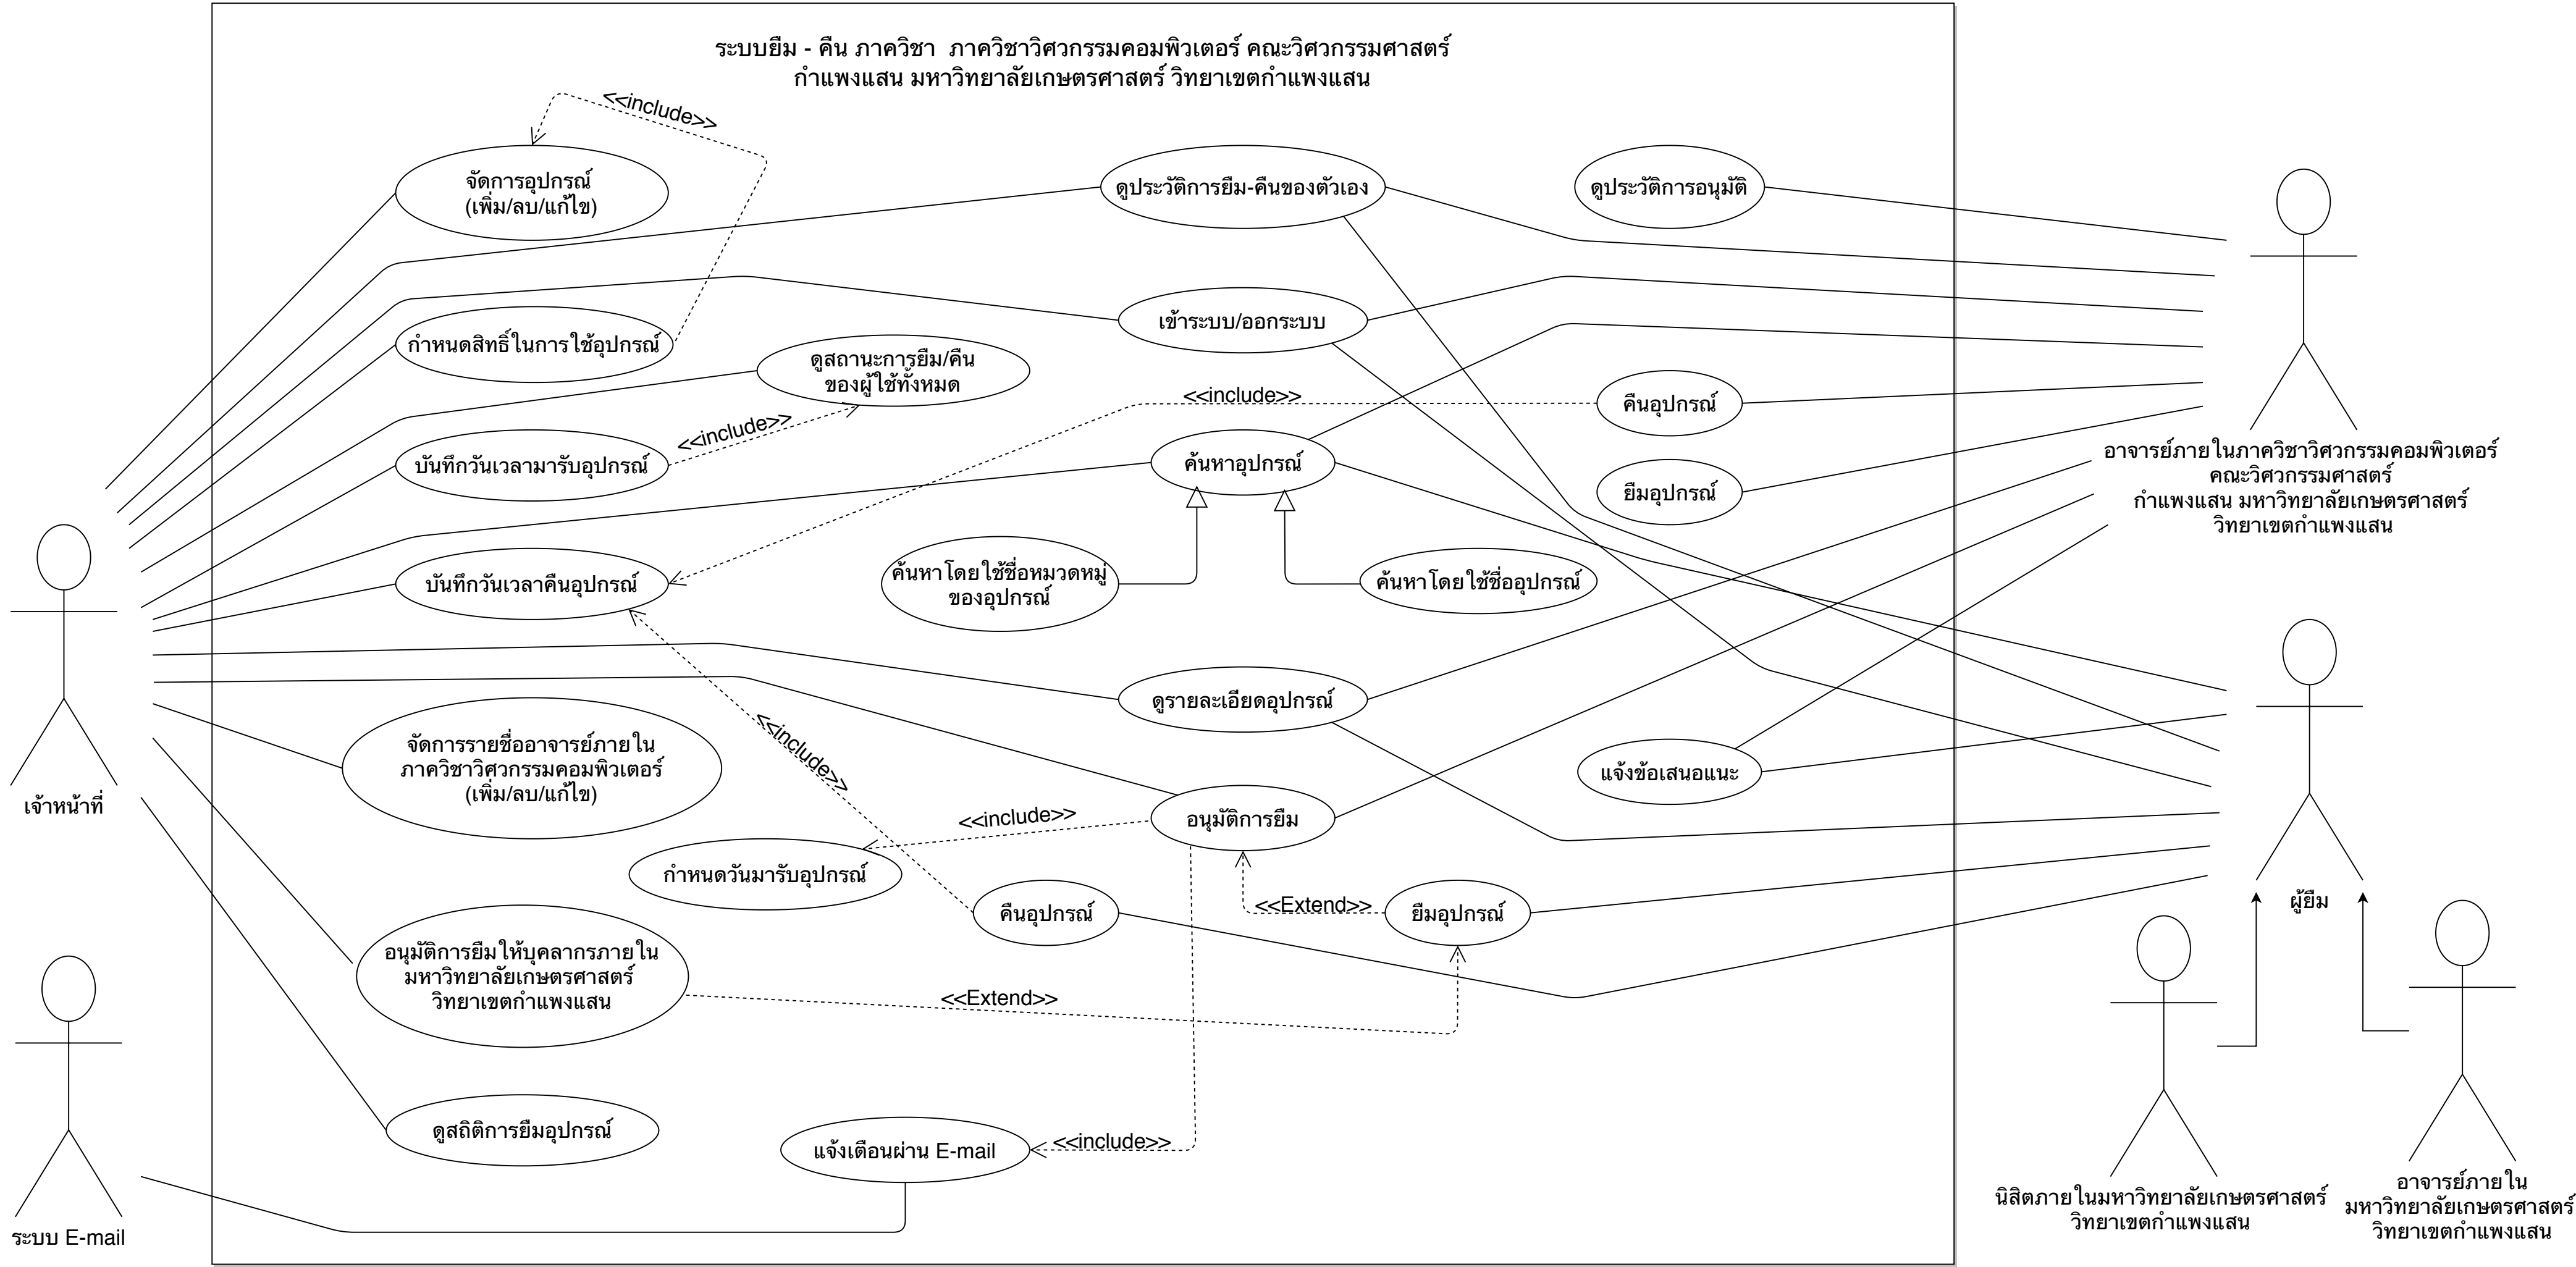 ระบบยืม - คืน ภาควิชา  ภาควิชาวิศวกรรมคอมพิวเตอร์ คณะวิศวกรรมศาสตร์
กำแพงแสน มหาวิทยาลัยเกษตรศาสตร์ วิทยาเขตกำแพงแสน
<<include>>
จัดการอุปกรณ์
(เพิ่ม/ลบ/แก้ไข)
ดูประวัติการยืม-คืนของตัวเอง
ดูประวัติการอนุมัติ
เข้าระบบ/ออกระบบ
กำหนดสิทธิ์ในการใช้อุปกรณ์
ดูสถานะการยืม/คืน
ของผู้ใช้ทั้งหมด
<<include>>
คืนอุปกรณ์
<<include>>
บันทึกวันเวลามารับอุปกรณ์
ค้นหาอุปกรณ์
ยืมอุปกรณ์
อาจารย์ภายในภาควิชาวิศวกรรมคอมพิวเตอร์
คณะวิศวกรรมศาสตร์
กำแพงแสน มหาวิทยาลัยเกษตรศาสตร์
วิทยาเขตกำแพงแสน
บันทึกวันเวลาคืนอุปกรณ์
ค้นหาโดยใช้ชื่อหมวดหมู่
ของอุปกรณ์
ค้นหาโดยใช้ชื่ออุปกรณ์
ดูรายละเอียดอุปกรณ์
จัดการรายชื่ออาจารย์ภายใน
ภาควิชาวิศวกรรมคอมพิวเตอร์
(เพิ่ม/ลบ/แก้ไข)
<<include>>
แจ้งข้อเสนอแนะ
เจ้าหน้าที่
<<include>>
อนุมัติการยืม
กำหนดวันมารับอุปกรณ์
คืนอุปกรณ์
<<Extend>>
ยืมอุปกรณ์
ผู้ยืม
อนุมัติการยืมให้บุคลากรภายใน
มหาวิทยาลัยเกษตรศาสตร์
วิทยาเขตกำแพงแสน
<<Extend>>
ดูสถิติการยืมอุปกรณ์
แจ้งเตือนผ่าน E-mail
<<include>>
ระบบ E-mail
นิสิตภายในมหาวิทยาลัยเกษตรศาสตร์
วิทยาเขตกำแพงแสน
อาจารย์ภายใน
มหาวิทยาลัยเกษตรศาสตร์
วิทยาเขตกำแพงแสน